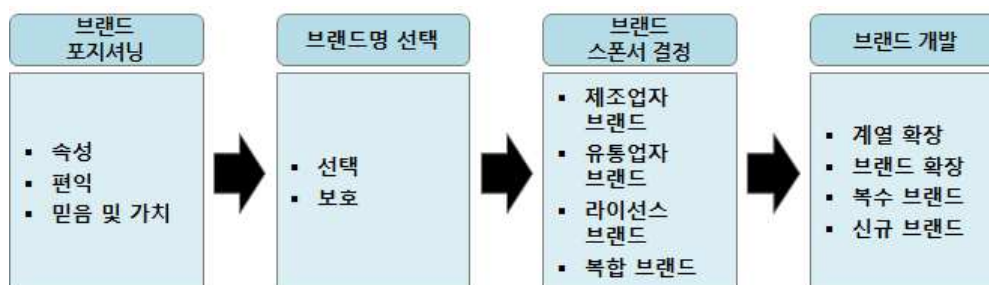 브랜드
포지셔닝
▪ 속성
▪ 편익
▪ 믿음 및 가치
브랜드명 선택
▪ 선택
▪ 보호
브랜드
스폰서 결정
▪ 제조업자
브랜드
▪ 유통업자
브랜드
▪ 라이선스
브랜드
▪ 복합 브랜드
브랜드 개발
▪ 계열 확장
▪ 브랜드 확장
▪ 복수 브랜드
▪ 신규 브랜드